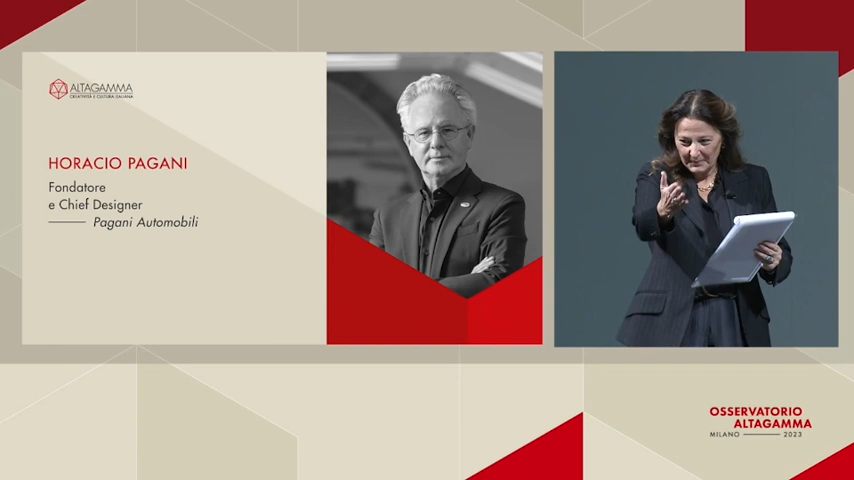 ALTAGAMMA
CREATIVITÀ E CULTURA ITALIANA
HORACIO PAGANI
Fondatore
e Chief Designer
Pagani Automobili
OSSERVATORIO
ALTAGAMMA
MILANO 2023